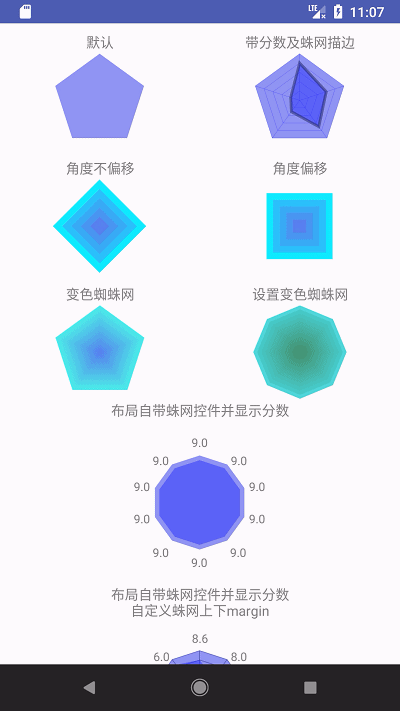 LTE 11:07
默认 带分数及蛛网描边
角度不偏移 角度偏移
变色蜘蛛网 设置变色蜘蛛网
布局自带蛛网控件并显示分数
9.0
9.0 9.0
9.0 9.0
9.0 9.0
9.0 9.0
9.0
布局自带蛛网控件并显示分数
自定义蛛网上下margin
8.6
6.0 8.0